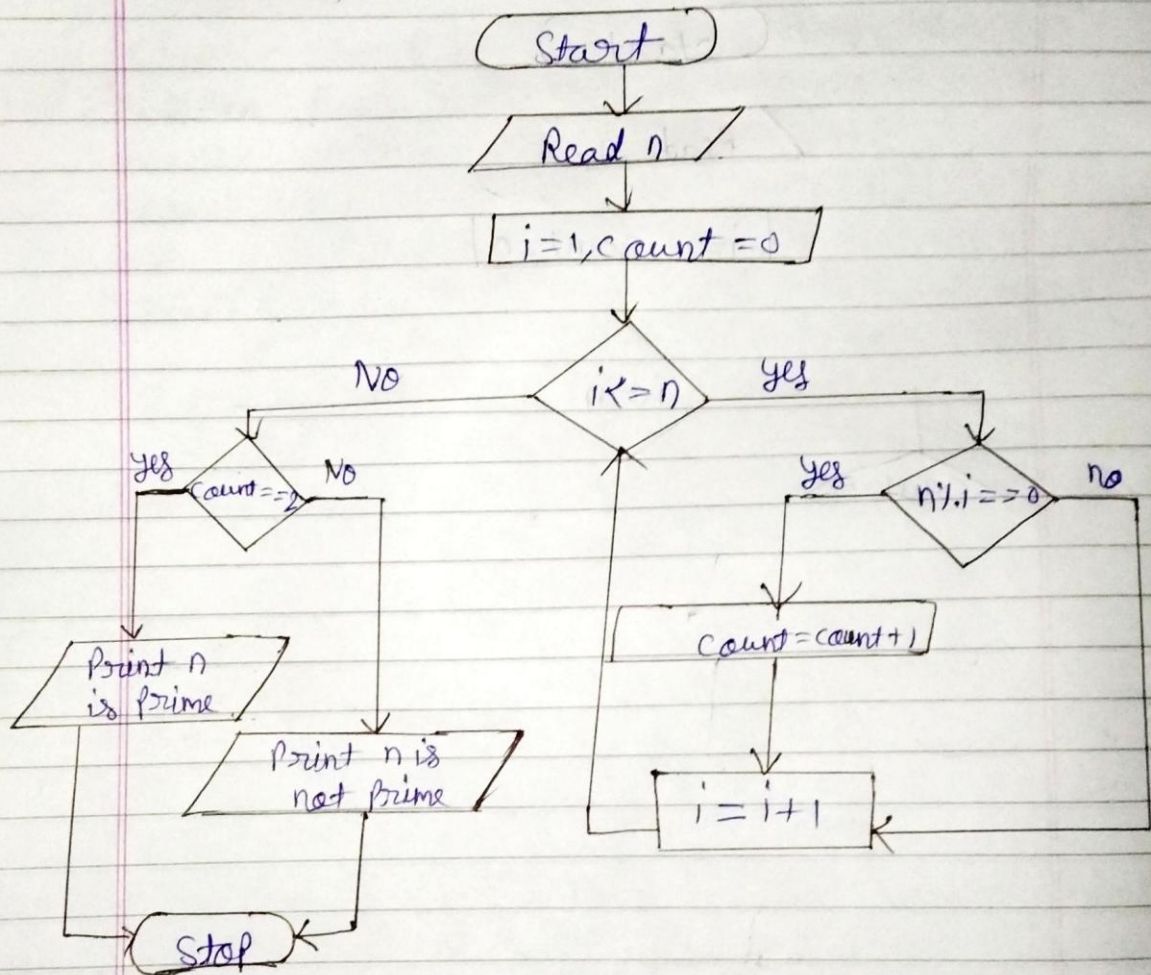 Start
Read n
i=1, count =0
i<=n
No
yes
count==2
yes
No
n%i==0
yes
no
count=count+1
i=i+1
Print n
is prime
Print n is
not prime
Stop